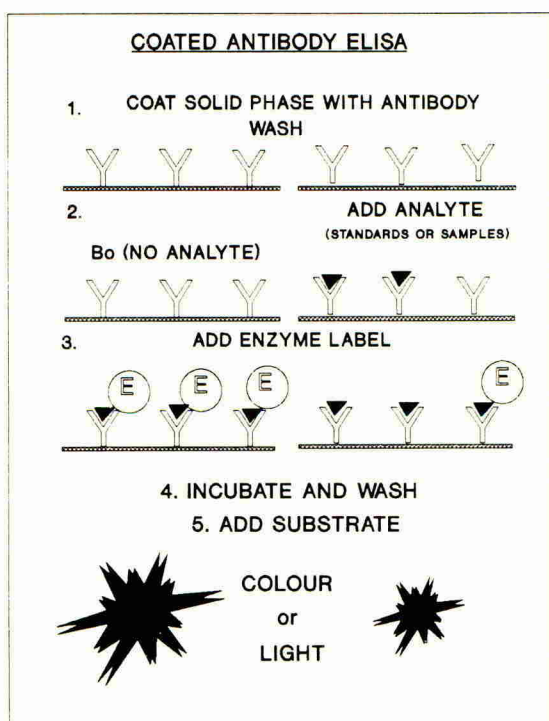 COATED ANTIBODY ELISA
1. COAT SOLID PHASE WITH ANTIBODY
WASH
2. ADD ANALYTE
(STANDARDS OR SAMPLES)
Bo (NO ANALYTE)
3. ADD ENZYME LABEL
E E E E
4. INCUBATE AND WASH
5. ADD SUBSTRATE
COLOUR
or
LIGHT